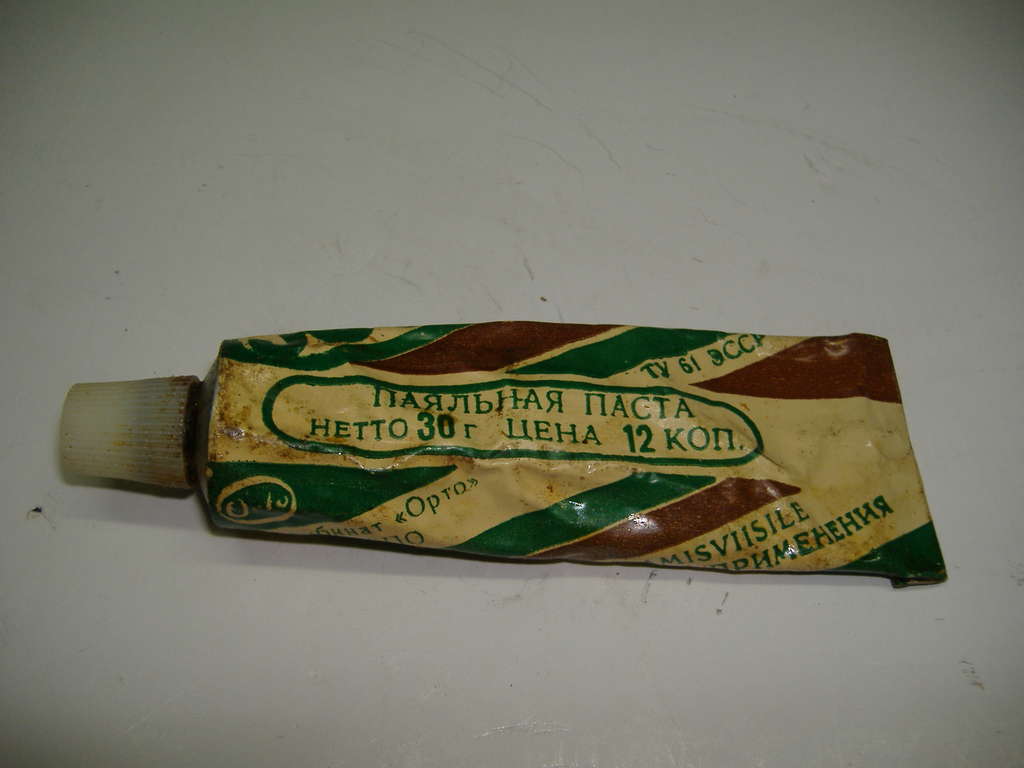 ТУ 61 ЭССР
ПАЯЛЬНАЯ ПАСТА
НЕТТО 30 г ЦЕНА 12 КОП.
«Орто»
MISVIISILE
ПРИМЕНЕНИЯ